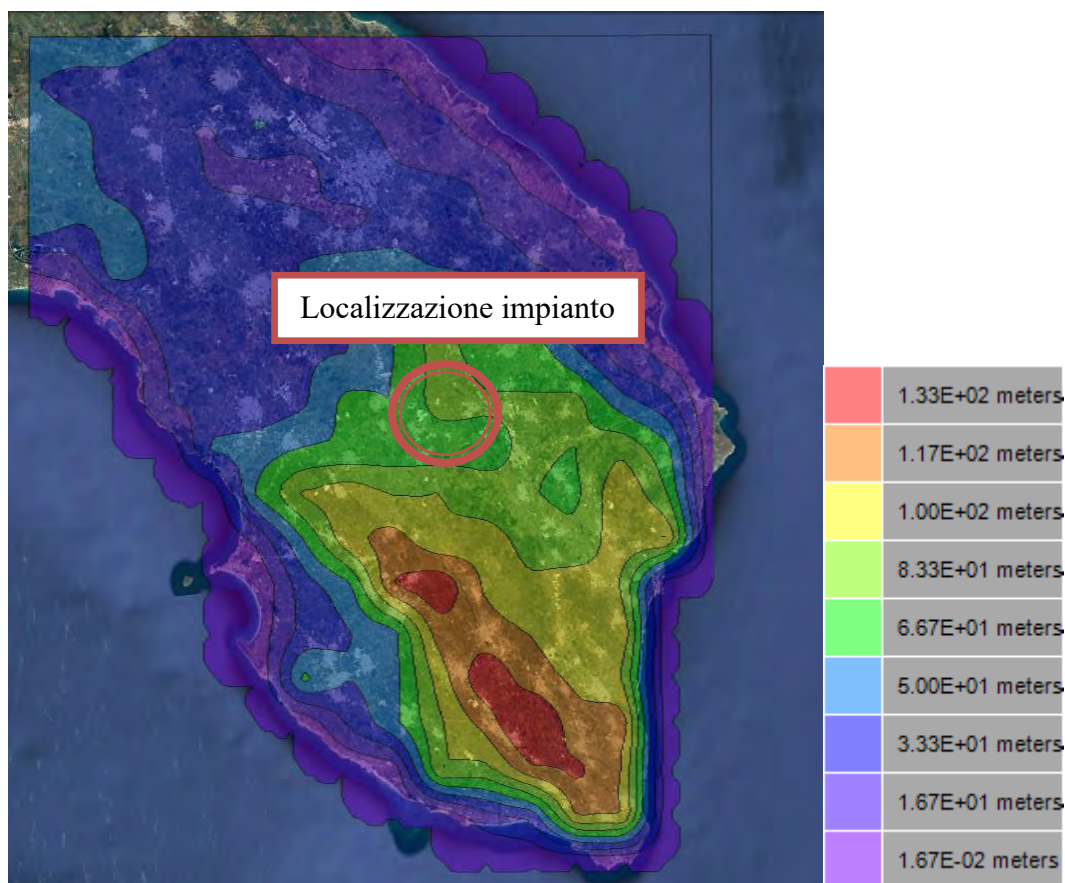 Localizzazione impianto
1.33E+02 meters
1.17E+02 meters
1.00E+02 meters
8.33E+01 meters
6.67E+01 meters
5.00E+01 meters
3.33E+01 meters
1.67E+01 meters
1.67E-02 meters